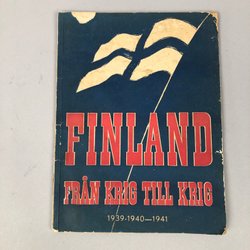 FINLAND
FRÅN KRIG TILL KRIG
1939·1940—1941